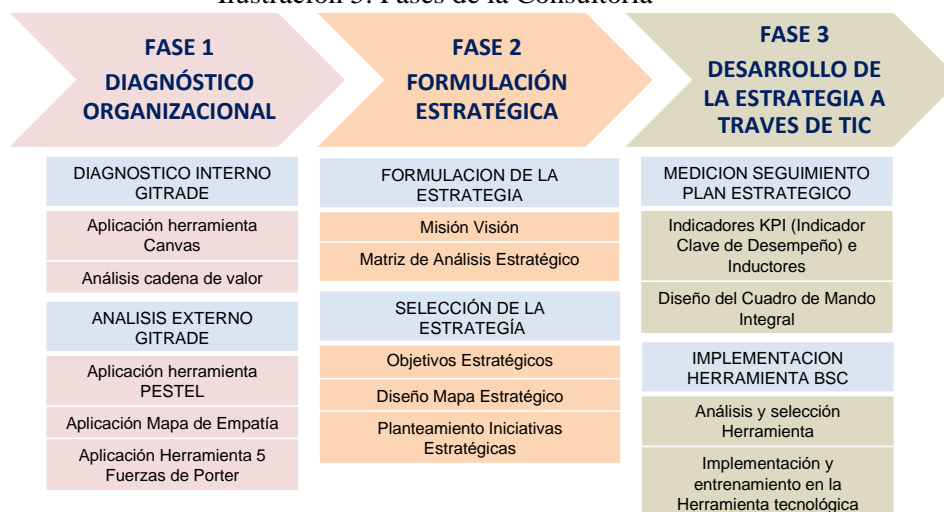 Ilustración 3. Fases de la Consultoría
FASE 1
DIAGNÓSTICO
ORGANIZACIONAL
DIAGNOSTICO INTERNO
GITRADE
Aplicación herramienta
Canvas
Análisis cadena de valor
ANALISIS EXTERNO
GITRADE
Aplicación herramienta
PESTEL
Aplicación Mapa de Empatía
Aplicación Herramienta 5
Fuerzas de Porter
FASE 2
FORMULACIÓN
ESTRATÉGICA
FORMULACION DE LA
ESTRATEGIA
Misión Visión
Matriz de Análisis Estratégico
SELECCIÓN DE LA
ESTRATEGÍA
Objetivos Estratégicos
Diseño Mapa Estratégico
Planteamiento Iniciativas
Estratégicas
FASE 3
DESARROLLO DE
LA ESTRATEGIA A
TRAVES DE TIC
MEDICION SEGUIMIENTO
PLAN ESTRATEGICO
Indicadores KPI (Indicador
Clave de Desempeño) e
Inductores
Diseño del Cuadro de Mando
Integral
IMPLEMENTACION
HERRAMIENTA BSC
Análisis y selección
Herramienta
Implementación y
entrenamiento en la
Herramienta tecnológica